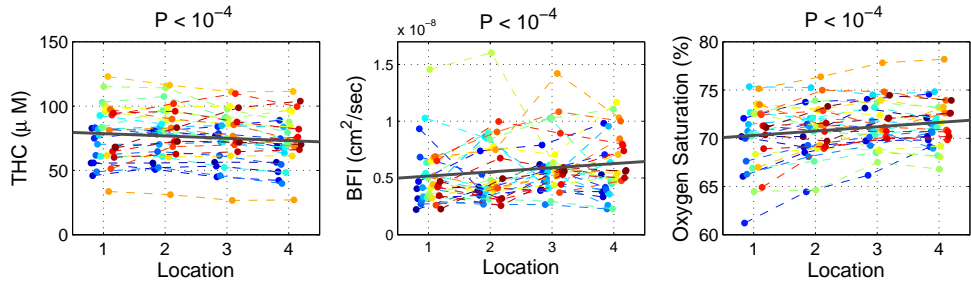 P < 10⁻⁴
THC (μ M)
150
100
50
0
1 2 3 4
Location
P < 10⁻⁴
x 10⁻⁸
BFI (cm²/sec)
1.5
1
0.5
0
1 2 3 4
Location
P < 10⁻⁴
Oxygen Saturation (%)
80
75
70
65
60
1 2 3 4
Location